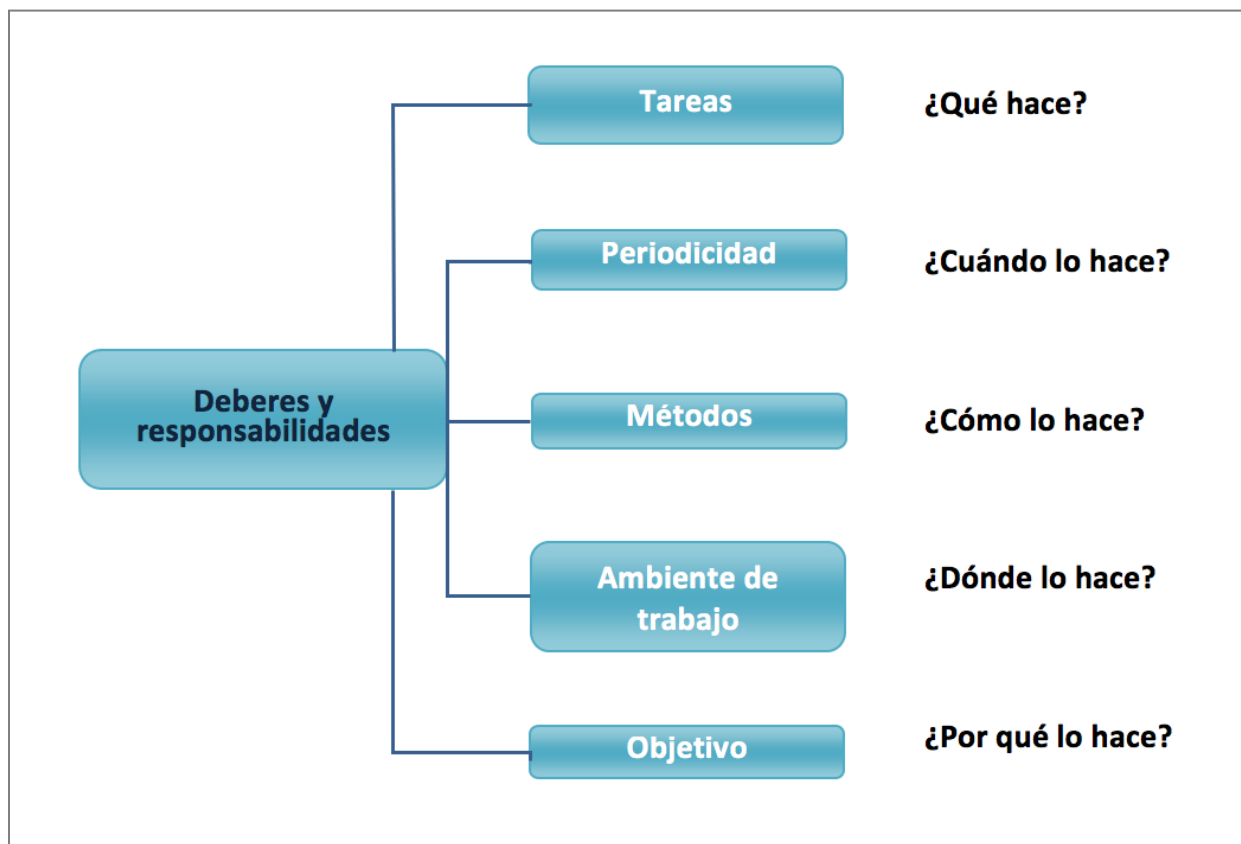 Tareas
¿Qué hace?
Periodicidad
¿Cuándo lo hace?
Deberes y
responsabilidades
Métodos
¿Cómo lo hace?
Ambiente de
trabajo
¿Dónde lo hace?
Objetivo
¿Por qué lo hace?